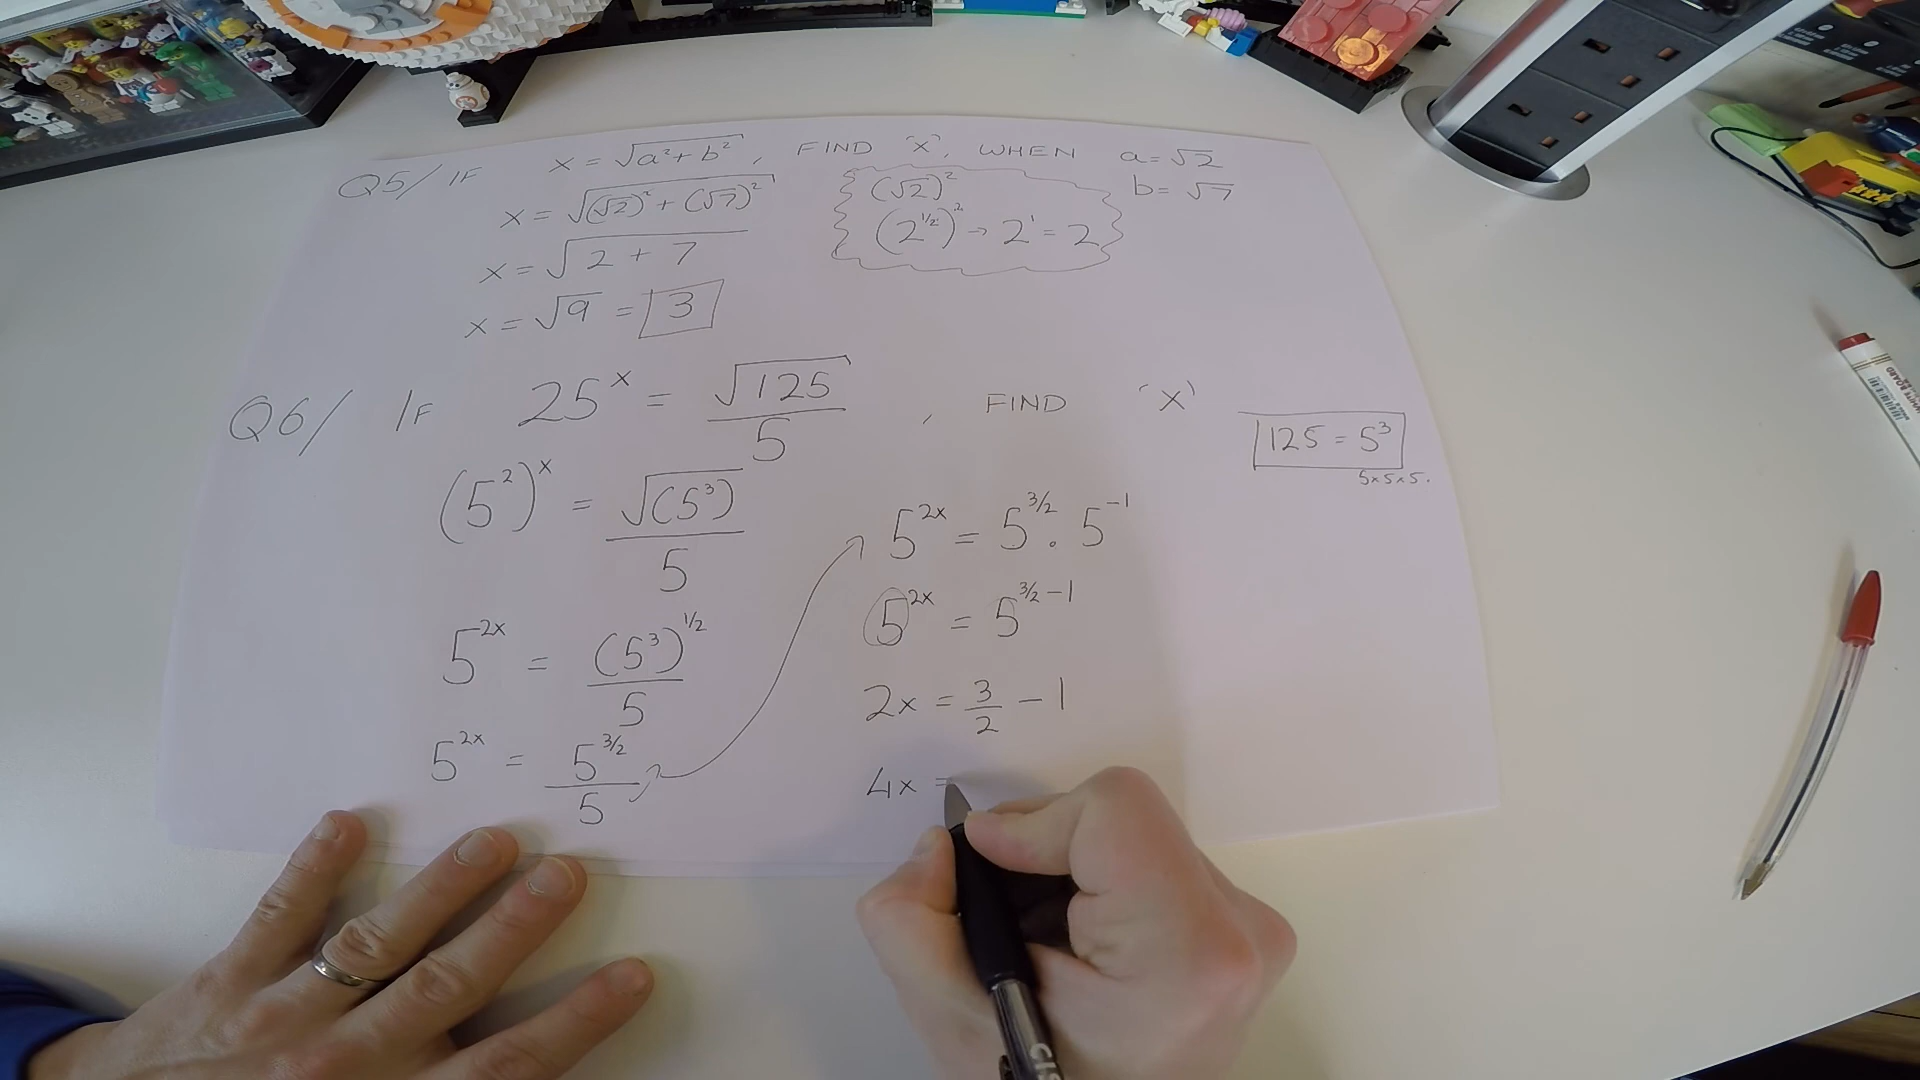 Q5/ IF x = √(a² + b²), FIND 'x', WHEN a = √2
b = √7
x = √((√2)² + (√7)²)
(√2)²
(2^½)² → 2¹ = 2
x = √(2 + 7)
x = √9 = 3
Q6/ IF 25ˣ = √125 / 5, FIND 'x'
125 = 5³
5×5×5.
(5²)ˣ = √(5³) / 5
5^2x = (5³)^1/2 / 5
5^2x = 5^3/2 / 5
5^2x = 5^3/2 . 5^-1
5^2x = 5^3/2 - 1
2x = 3/2 - 1
4x =